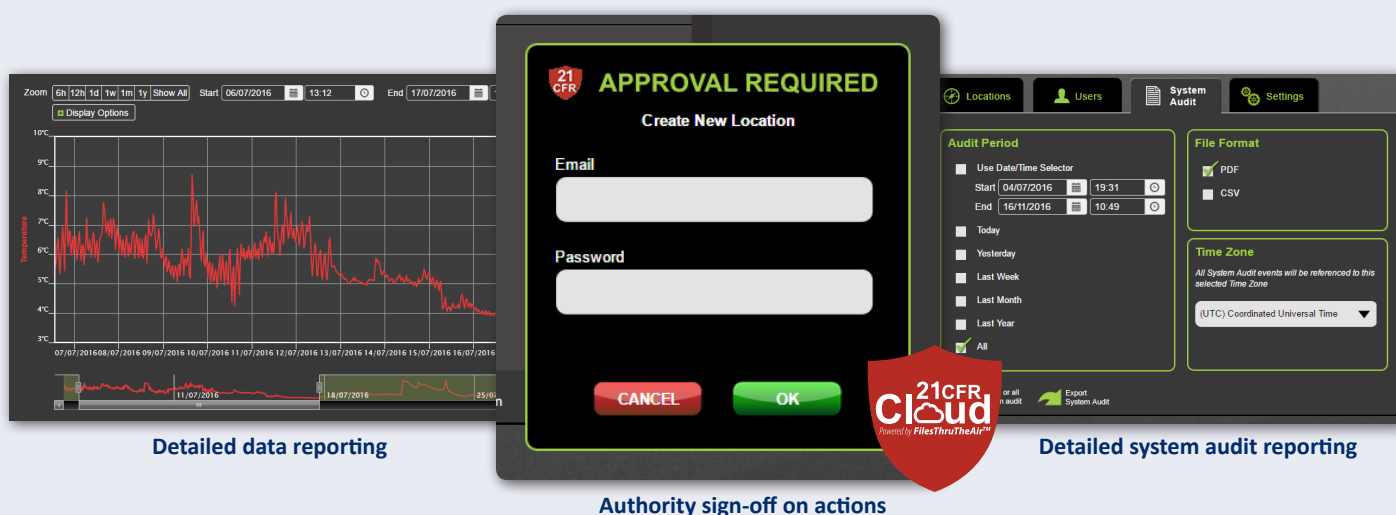 Zoom 6h 12h 1d 1w 1m 1y Show All Start 06/07/2016 13:12 End 17/07/2016
Display Options
10°C
9°C
8°C
7°C
6°C
5°C
4°C
3°C
Temperature
07/07/2016 08/07/2016 09/07/2016 10/07/2016 11/07/2016 12/07/2016 13/07/2016 14/07/2016 15/07/2016 16/07/2016
11/07/2016 18/07/2016 25/07
Detailed data reporting
21
CFR
APPROVAL REQUIRED
Create New Location
Email
Password
CANCEL
OK
Authority sign-off on actions
21CFR
Cloud
Powered by FilesThruTheAir™
Locations
Users
System
Audit
Settings
Audit Period
Use Date/Time Selector
Start 04/07/2016 19:31
End 16/11/2016 10:49
Today
Yesterday
Last Week
Last Month
Last Year
All
or all
audit
Export
System Audit
File Format
PDF
CSV
Time Zone
All System Audit events will be referenced to this
selected Time Zone
(UTC) Coordinated Universal Time
Detailed system audit reporting